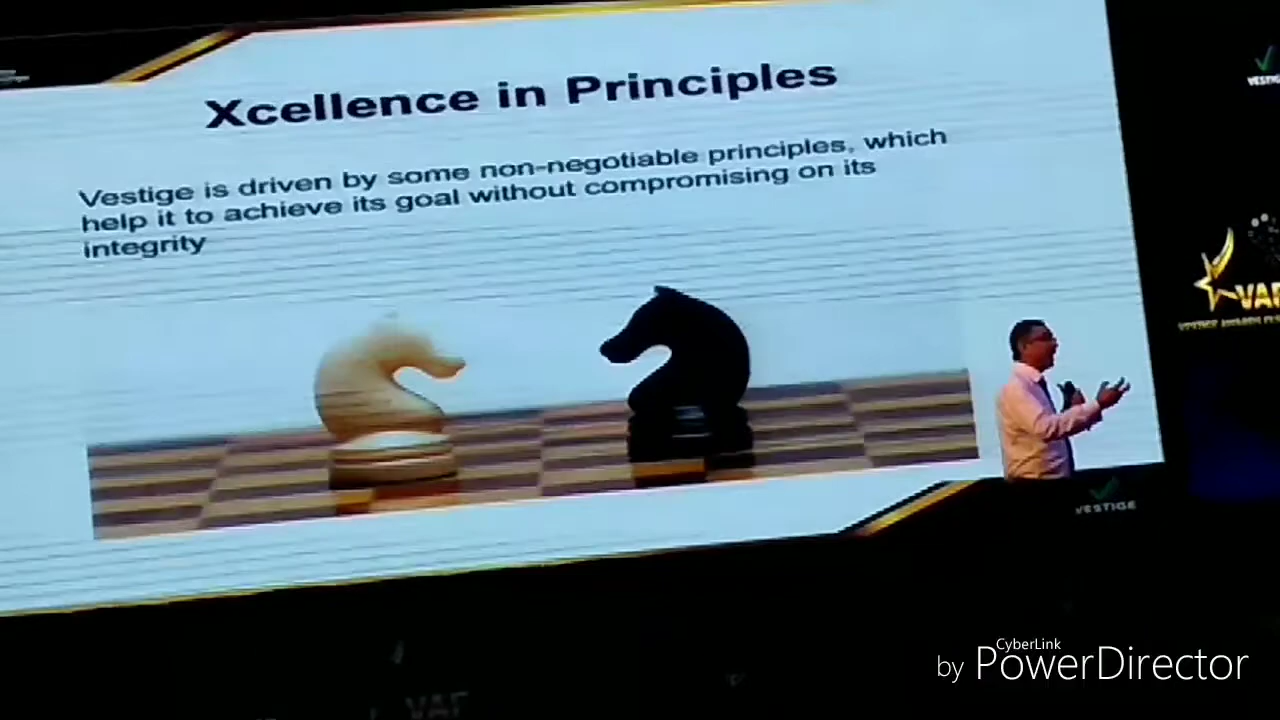 Xcellence in Principles
Vestige is driven by some non-negotiable principles, which
help it to achieve its goal without compromising on its
integrity
VESTIGE
CyberLink
by PowerDirector